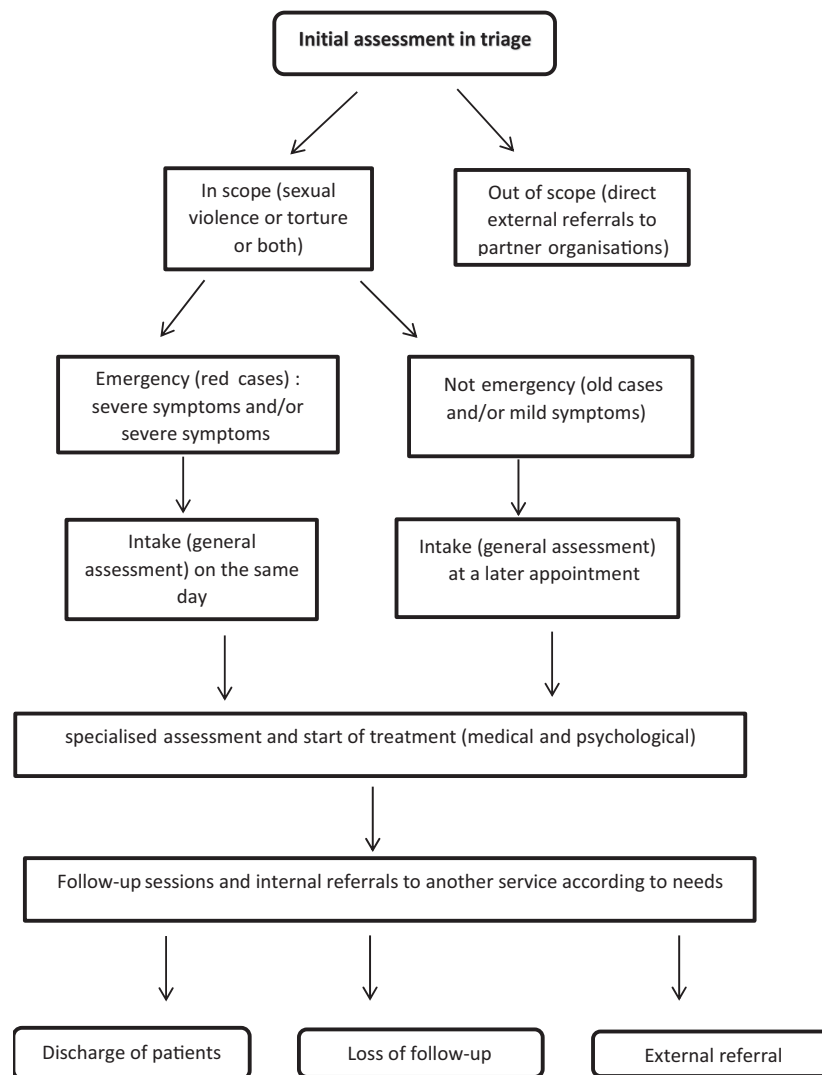 Initial assessment in triage
In scope (sexual
violence or torture
or both)
Out of scope (direct
external referrals to
partner organisations)
Emergency (red cases) :
severe symptoms and/or
severe symptoms
Not emergency (old cases
and/or mild symptoms)
Intake (general
assessment) on the same
day
Intake (general assessment)
at a later appointment
specialised assessment and start of treatment (medical and psychological)
Follow-up sessions and internal referrals to another service according to needs
Discharge of patients
Loss of follow-up
External referral